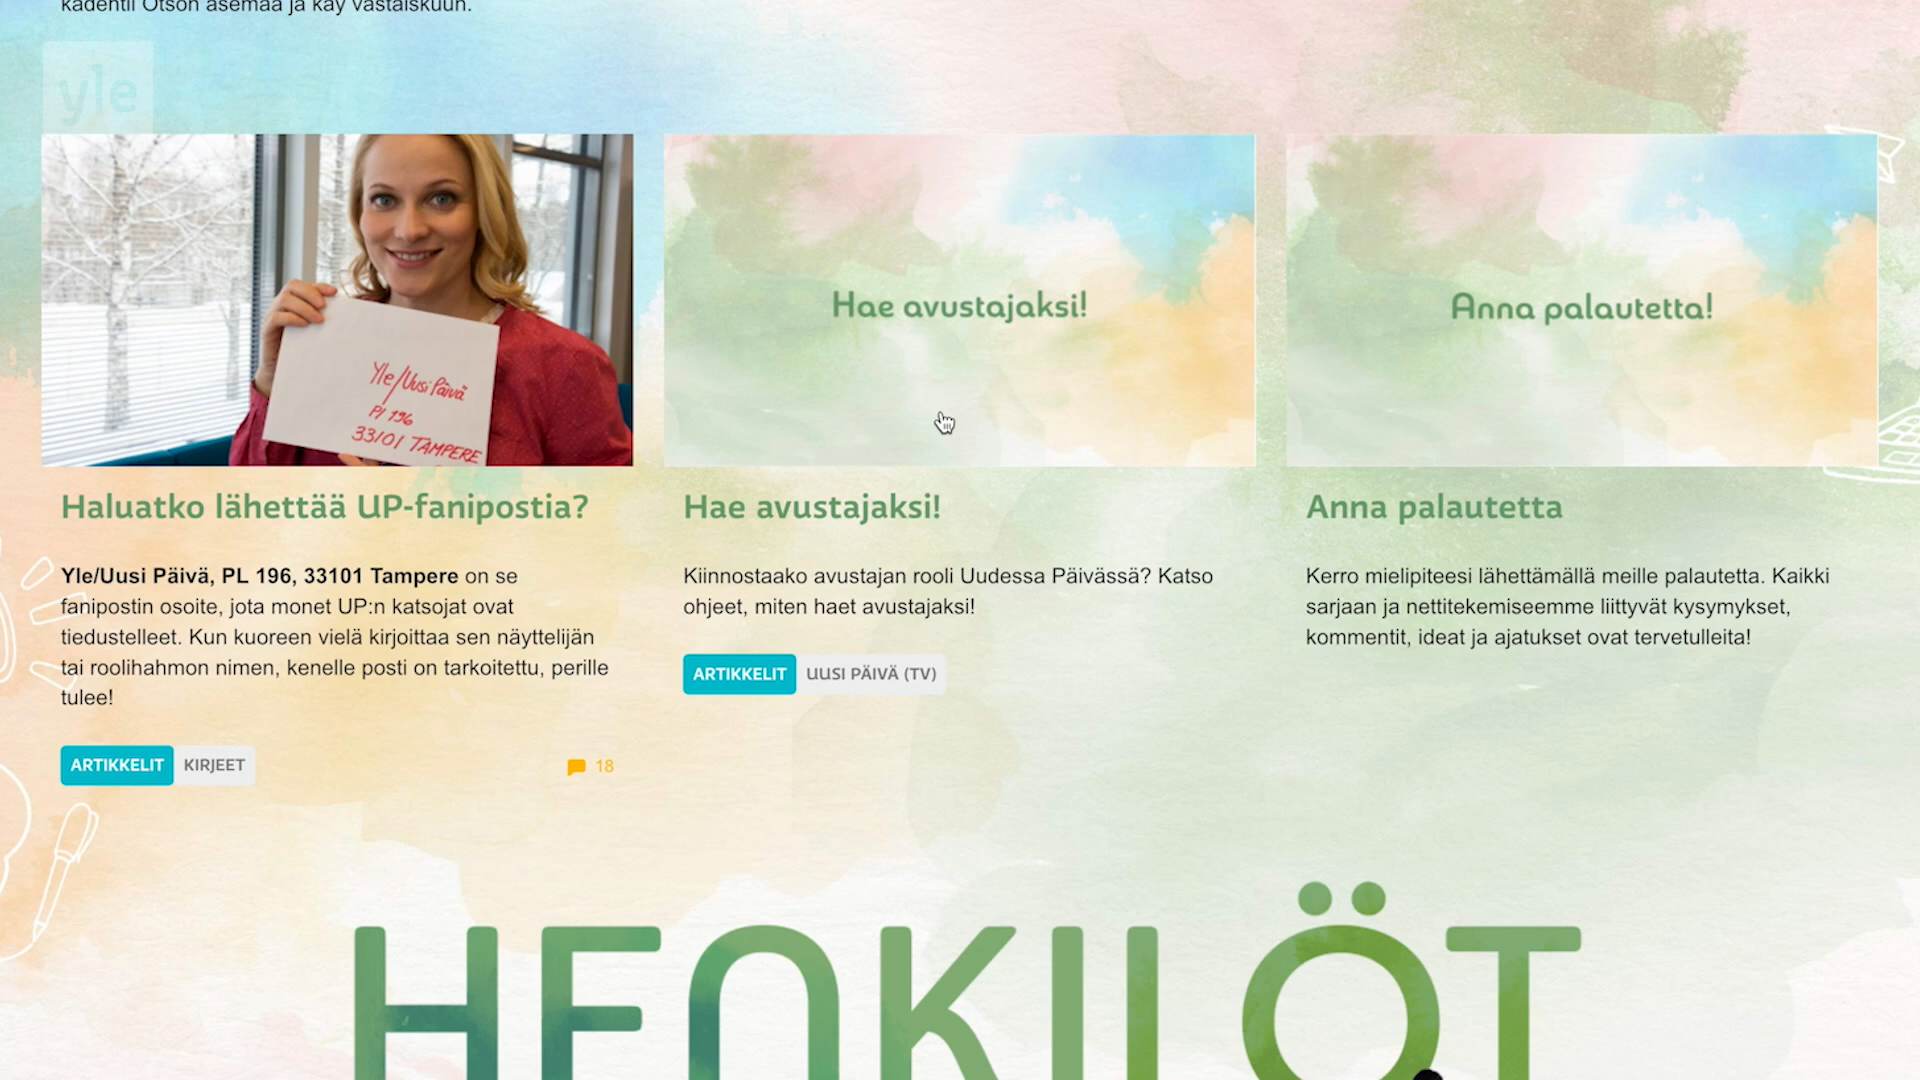 kädentii Otson asemaa ja käy vastaiskuun.
yle
Yle/Uusi Päivä
Pl 196
33101 TAMPERE
Hae avustajaksi!
Anna palautetta!
Haluatko lähettää UP-fanipostia?
Hae avustajaksi!
Anna palautetta
Yle/Uusi Päivä, PL 196, 33101 Tampere on se
fanipostin osoite, jota monet UP:n katsojat ovat
tiedustelleet. Kun kuoreen vielä kirjoittaa sen näyttelijän
tai roolihahmon nimen, kenelle posti on tarkoitettu, perille
tulee!
Kiinnostaako avustajan rooli Uudessa Päivässä? Katso
ohjeet, miten haet avustajaksi!
Kerro mielipiteesi lähettämällä meille palautetta. Kaikki
sarjaan ja nettitekemiseemme liittyvät kysymykset,
kommentit, ideat ja ajatukset ovat tervetulleita!
ARTIKKELIT UUSI PÄIVÄ (TV)
ARTIKKELIT KIRJEET
18
HENKILÖT